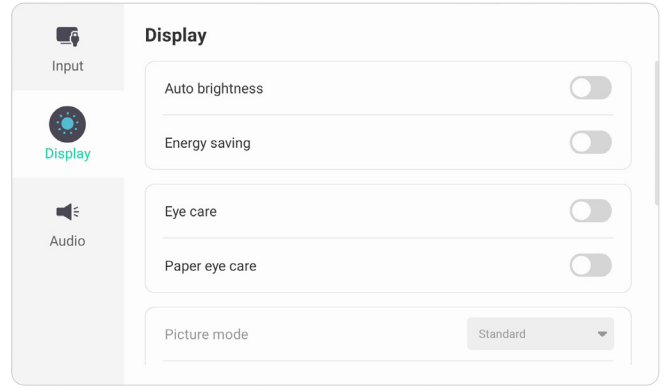 Input
Display
Audio
Display
Auto brightness
Energy saving
Eye care
Paper eye care
Picture mode
Standard